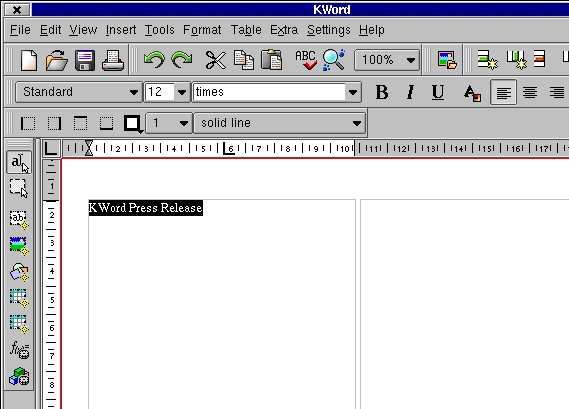 KWord
File Edit View Insert Tools Format Table Extra Settings Help
ABC 100%
Standard 12 times B I U A
1 solid line
a 1 2 3 4 5 6 7 8 9 10 11 12 13 14 15 16 17
1
2
KWord Press Release
ab 3
4
5
6
7
8